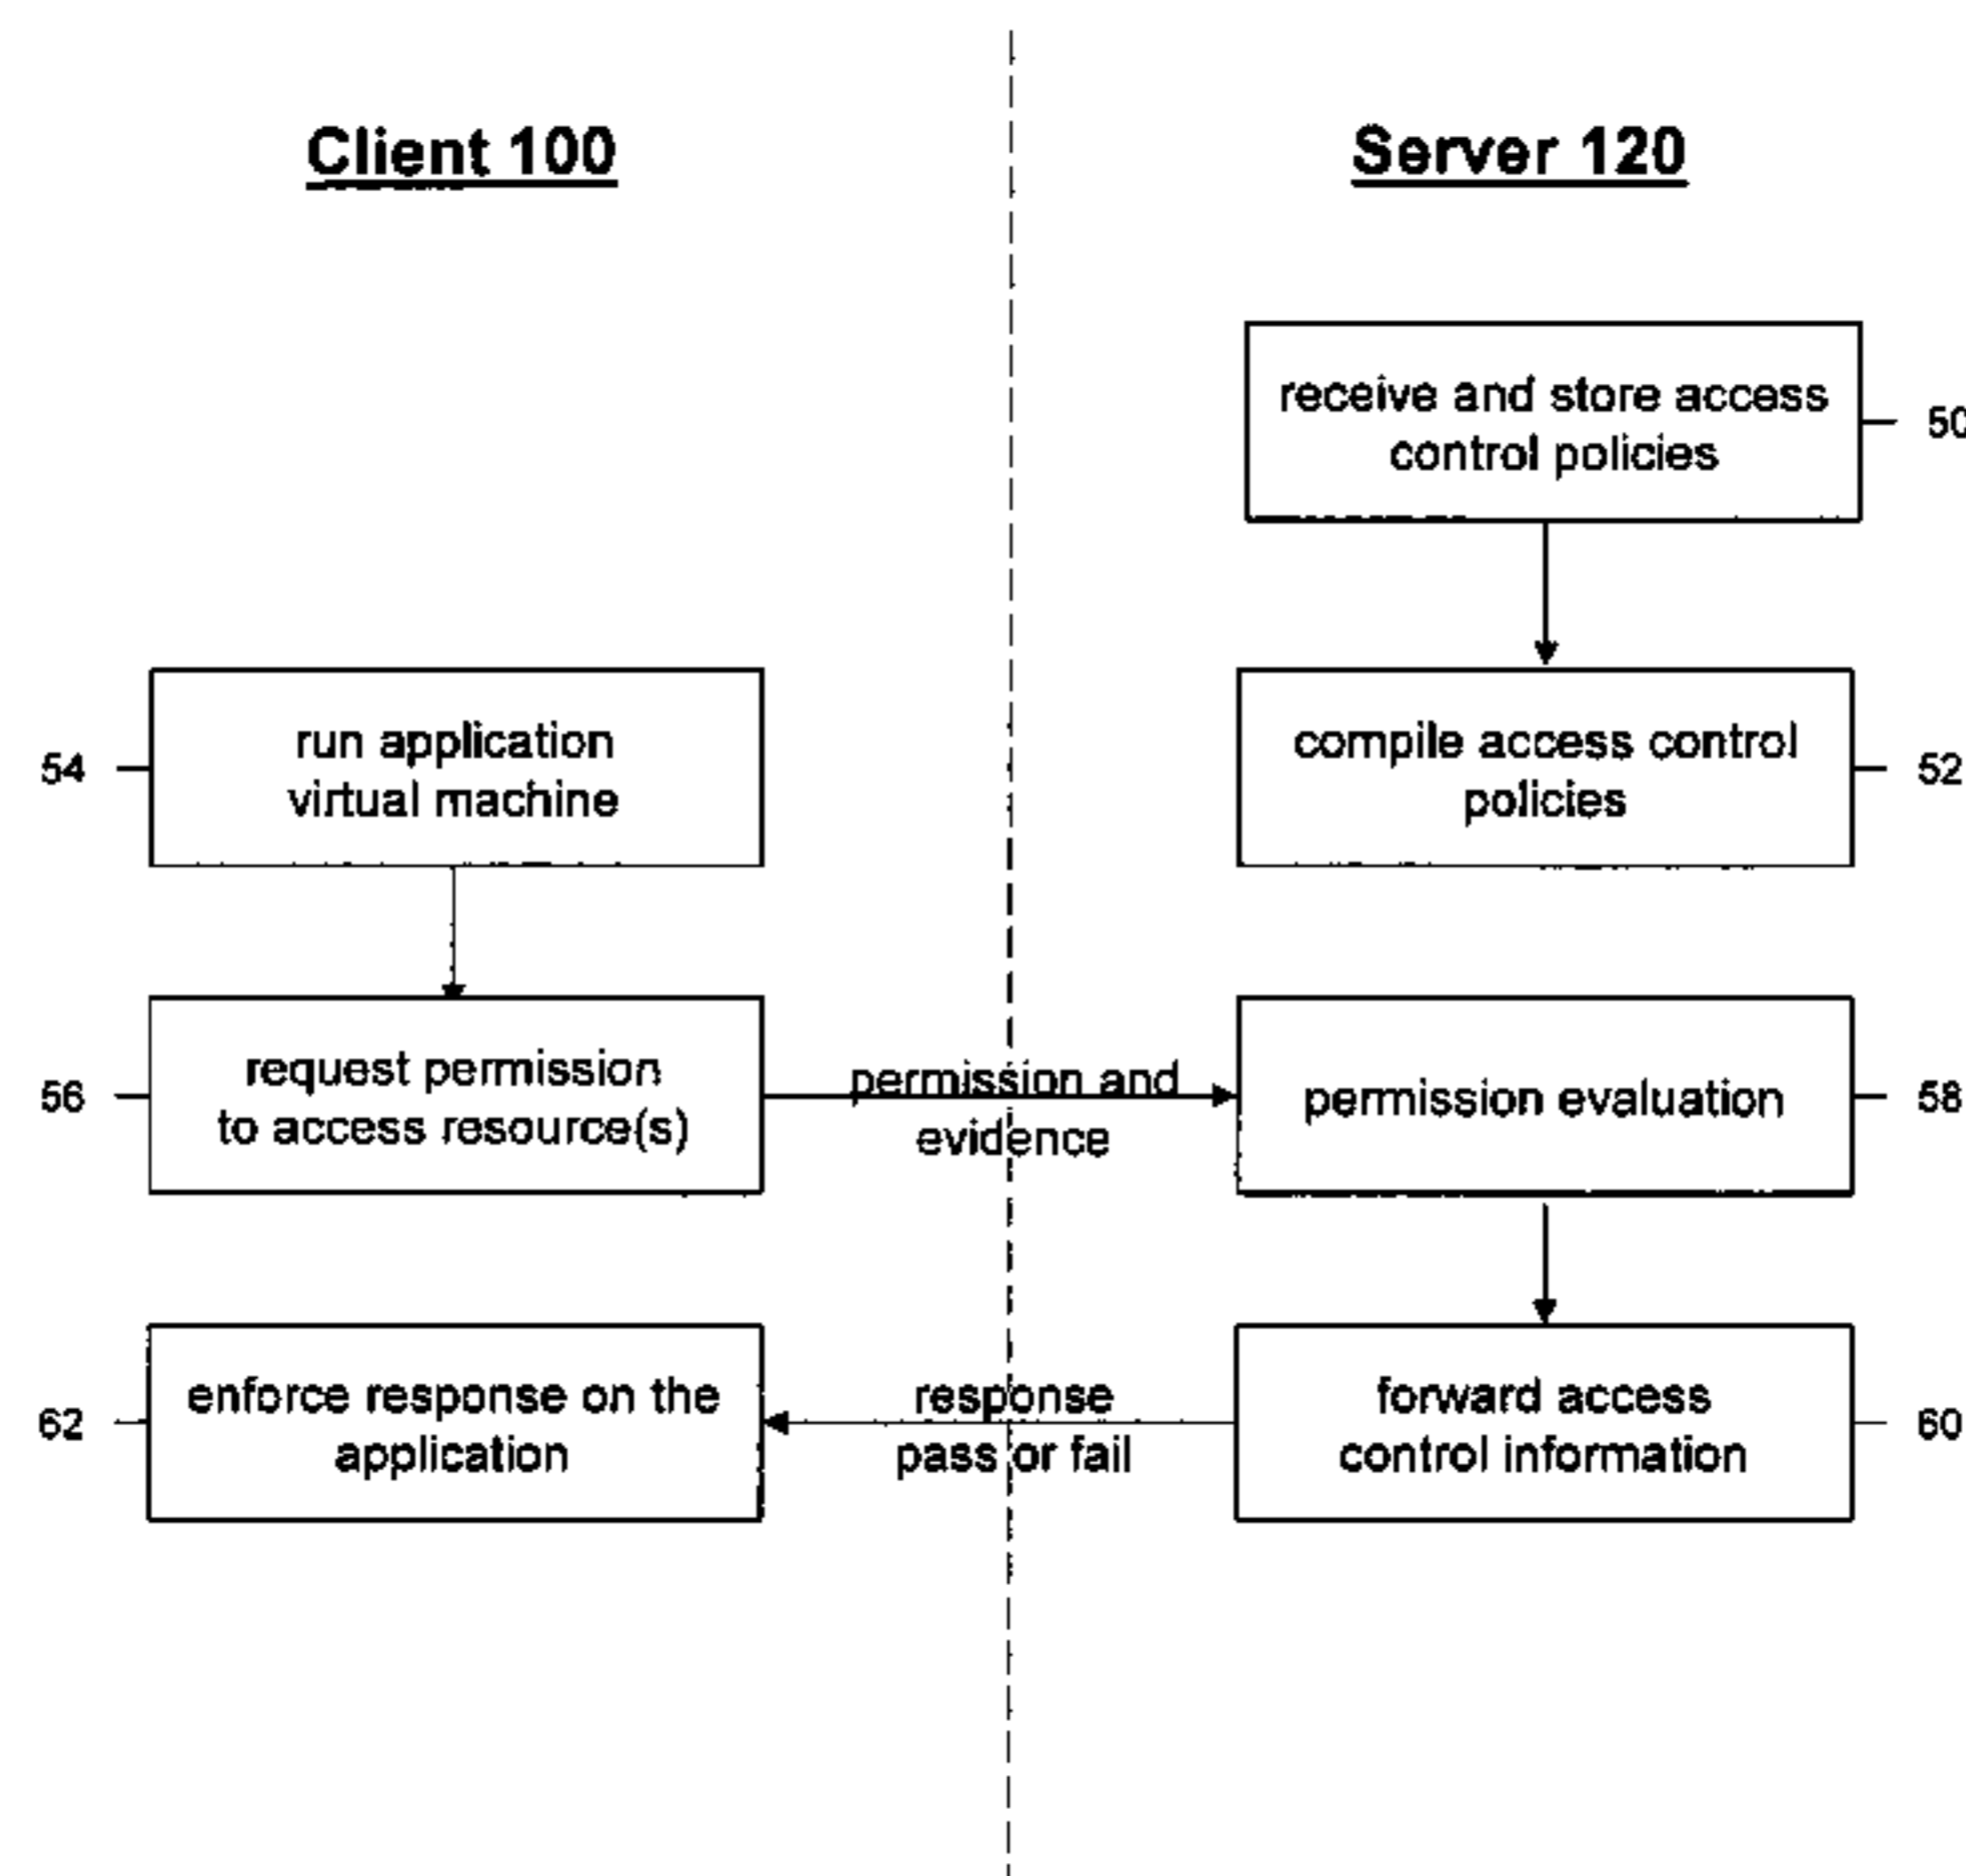 Client 100
Server 120
receive and store access
control policies
50
54
run application
virtual machine
compile access control
policies
52
56
request permission
to access resource(s)
permission and
evidence
permission evaluation
58
62
enforce response on the
application
response
pass or fail
forward access
control information
60